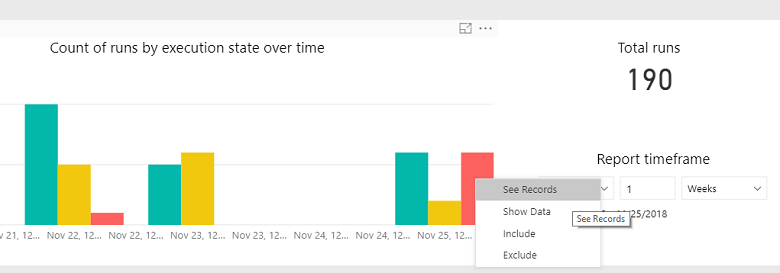 Count of runs by execution state over time
Total runs
190
Report timeframe
1
Weeks
See Records
Show Data
Include
Exclude
See Records
25/2018
21, 12...
Nov 22, 12...
Nov 22, 12...
Nov 23, 12...
Nov 23, 12...
Nov 24, 12...
Nov 24, 12...
Nov 25, 12...